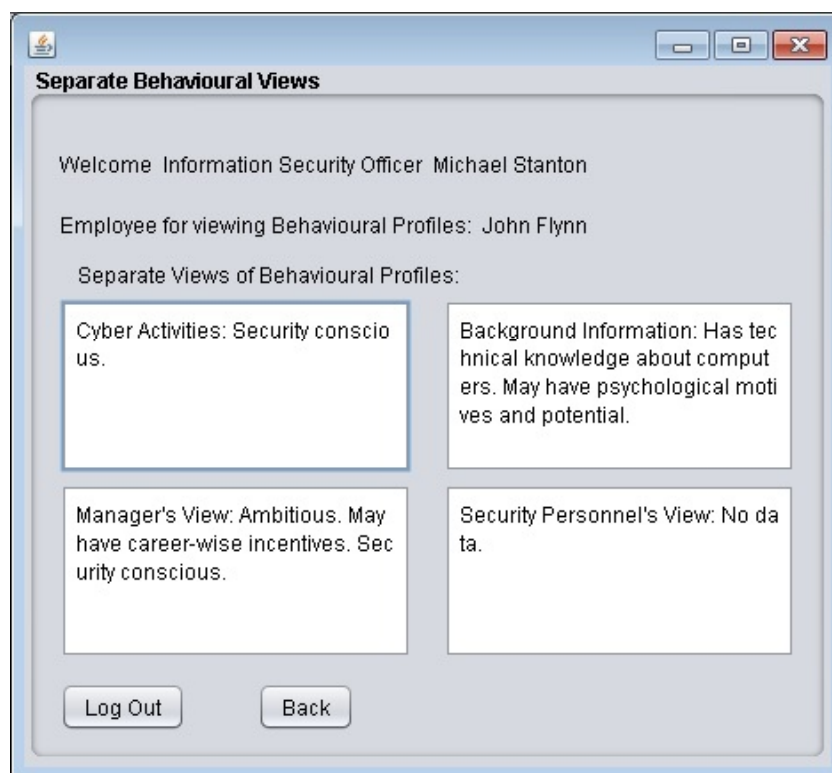 Separate Behavioural Views
Welcome Information Security Officer Michael Stanton
Employee for viewing Behavioural Profiles: John Flynn
Separate Views of Behavioural Profiles:
Cyber Activities: Security conscio
us.
Background Information: Has tec
hnical knowledge about comput
ers. May have psychological moti
ves and potential.
Manager's View: Ambitious. May
have career-wise incentives. Sec
urity conscious.
Security Personnel's View: No da
ta.
Log Out
Back